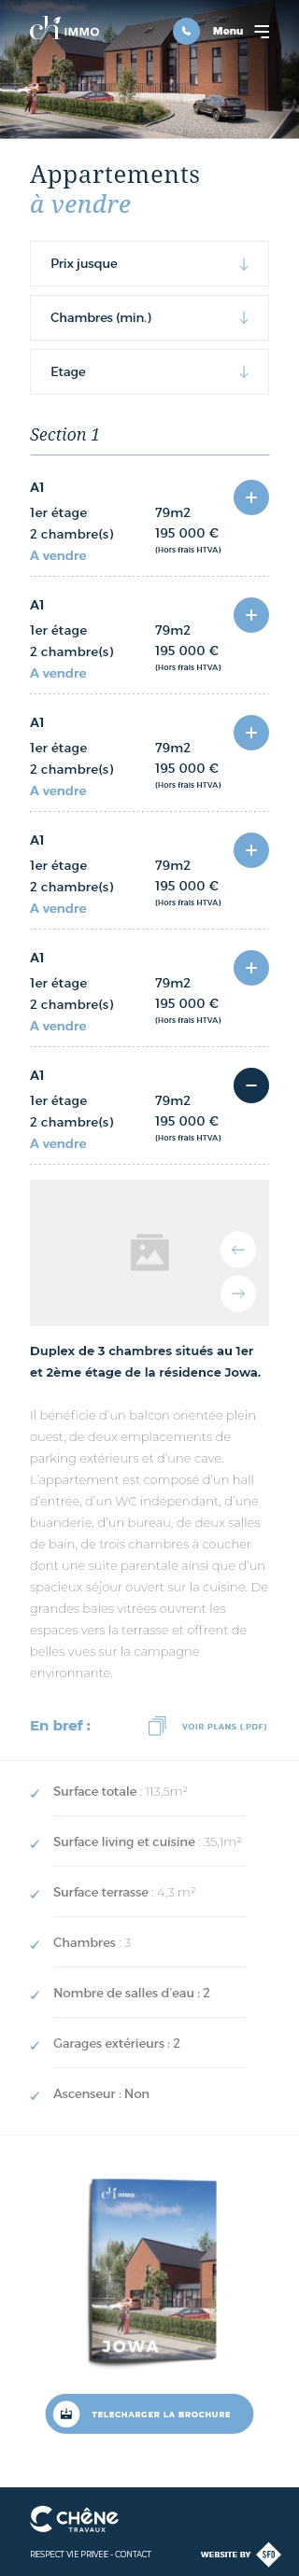 ch IMMO
Menu
Appartements
à vendre
Prix jusque
Chambres (min.)
Etage
Section 1
A1
1er étage 79m2
2 chambre(s) 195 000 €
A vendre (Hors frais HTVA)
A1
1er étage 79m2
2 chambre(s) 195 000 €
A vendre (Hors frais HTVA)
A1
1er étage 79m2
2 chambre(s) 195 000 €
A vendre (Hors frais HTVA)
A1
1er étage 79m2
2 chambre(s) 195 000 €
A vendre (Hors frais HTVA)
A1
1er étage 79m2
2 chambre(s) 195 000 €
A vendre (Hors frais HTVA)
A1
1er étage 79m2
2 chambre(s) 195 000 €
A vendre (Hors frais HTVA)
Duplex de 3 chambres situés au 1er
et 2ème étage de la résidence Jowa.
Il bénéficie d'un balcon orientée plein
ouest, de deux emplacements de
parking extérieurs et d'une cave.
L'appartement est composé d'un hall
d'entrée, d'un WC indépendant, d'une
buanderie, d'un bureau, de deux salles
de bain, de trois chambres à coucher
dont une suite parentale ainsi que d'un
spacieux séjour ouvert sur la cuisine. De
grandes baies vitrées ouvrent les
espaces vers la terrasse et offrent de
belles vues sur la campagne
environnante.
En bref : VOIR PLANS (.PDF)
Surface totale : 113,5m²
Surface living et cuisine : 35,1m²
Surface terrasse : 4,3 m²
Chambres : 3
Nombre de salles d'eau : 2
Garages extérieurs : 2
Ascenseur : Non
ch IMMO
JOWA
TELECHARGER LA BROCHURE
CHÊNE
TRAVAUX
RESPECT VIE PRIVEE - CONTACT WEBSITE BY SFD